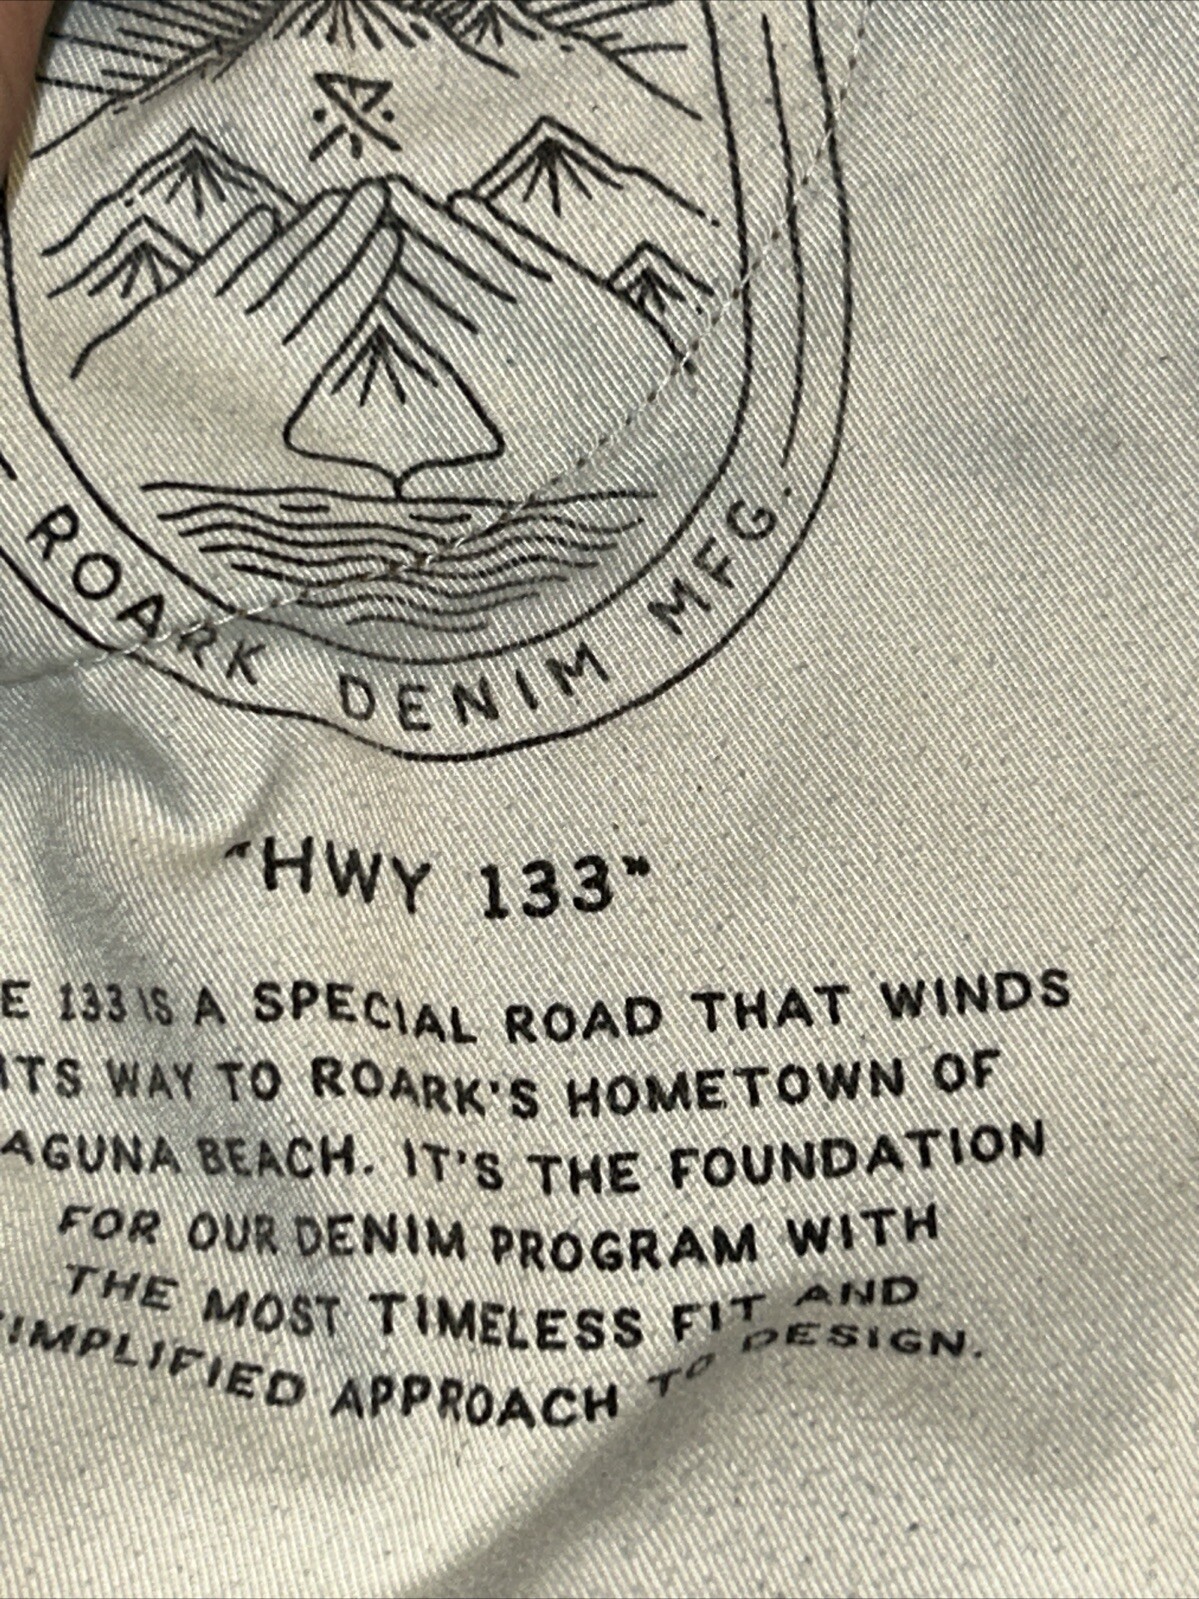 ROARK DENIM MFG.
"HWY 133"
E 133 IS A SPECIAL ROAD THAT WINDS
ITS WAY TO ROARK'S HOMETOWN OF
AGUNA BEACH. IT'S THE FOUNDATION
FOR OUR DENIM PROGRAM WITH
THE MOST TIMELESS FIT AND
IMPLIFIED APPROACH TO DESIGN.